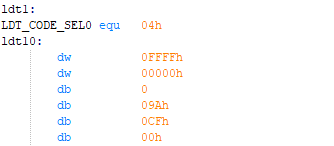 ldt1:
LDT_CODE_SEL0 equ 04h
ldt10:
dw 0FFFFh
dw 00000h
db 0
db 09Ah
db 0CFh
db 00h